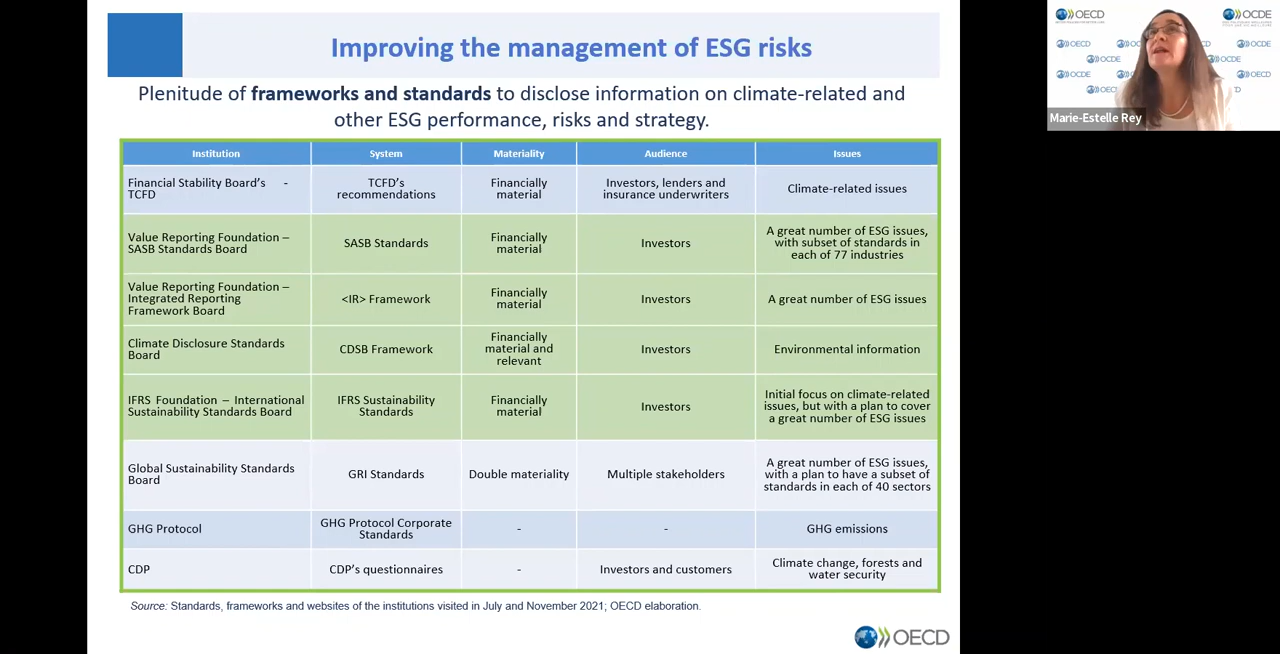 Improving the management of ESG risks
Plenitude of frameworks and standards to disclose information on climate-related and
other ESG performance, risks and strategy.
Institution
System
Materiality
Audience
Issues
Financial Stability Board's -
TCFD
TCFD's
recommendations
Financially
material
Investors, lenders and
insurance underwriters
Climate-related issues
Value Reporting Foundation –
SASB Standards Board
SASB Standards
Financially
material
Investors
A great number of ESG issues,
with subset of standards in
each of 77 industries
Value Reporting Foundation –
Integrated Reporting
Framework Board
<IR> Framework
Financially
material
Investors
A great number of ESG issues
Climate Disclosure Standards
Board
CDSB Framework
Financially
material and
relevant
Investors
Environmental information
IFRS Foundation – International
Sustainability Standards Board
IFRS Sustainability
Standards
Financially
material
Investors
Initial focus on climate-related
issues, but with a plan to cover
a great number of ESG issues
Global Sustainability Standards
Board
GRI Standards
Double materiality
Multiple stakeholders
A great number of ESG issues,
with a plan to have a subset of
standards in each of 40 sectors
GHG Protocol
GHG Protocol Corporate
Standards
-
-
GHG emissions
CDP
CDP's questionnaires
-
Investors and customers
Climate change, forests and
water security
Source: Standards, frameworks and websites of the institutions visited in July and November 2021; OECD elaboration.
OECD
OECD
OCDE
OECD
OCDE
OCDE
OCDE
OCDE
OECD
Marie-Estelle Rey